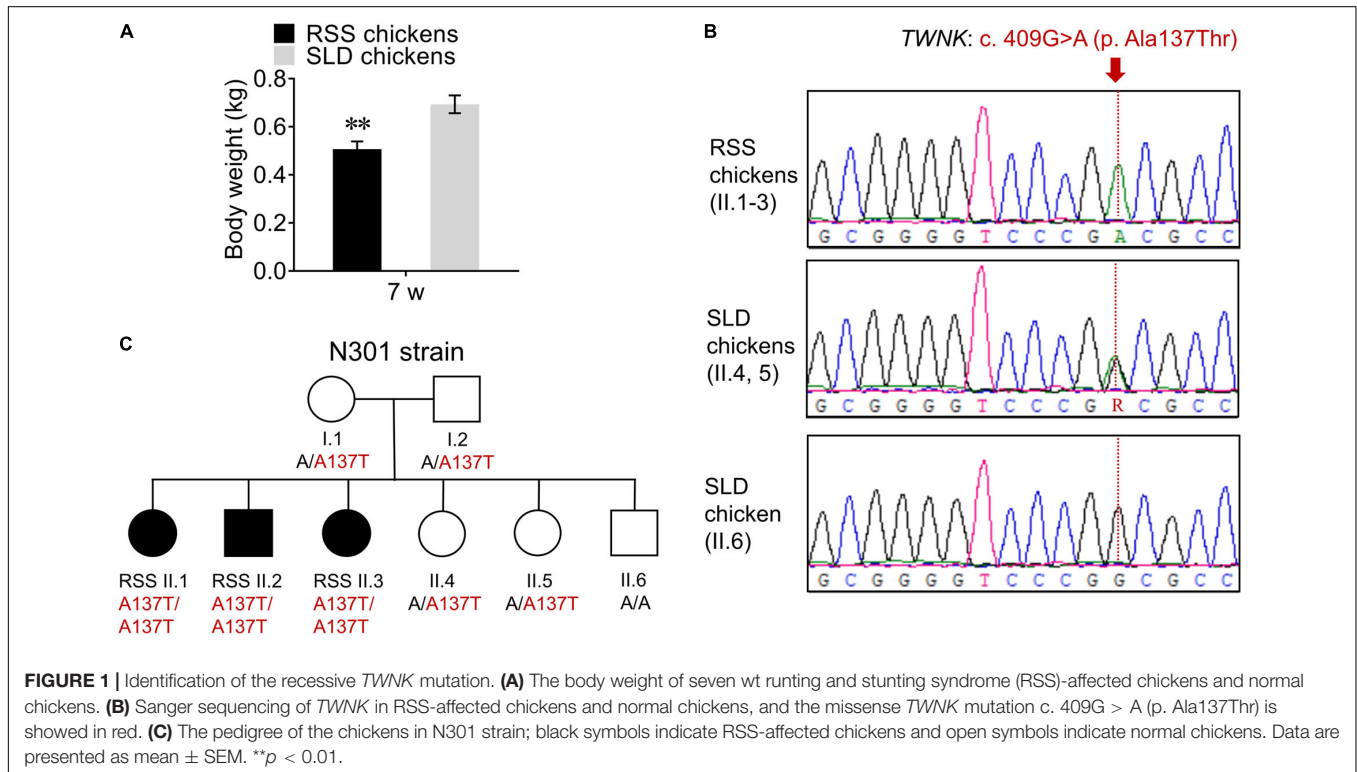 A
RSS chickens
SLD chickens
Body weight (kg)
0.8
0.6
0.4
0.2
0.0
**
7 w
B
TWNK: c. 409G>A (p. Ala137Thr)
RSS
chickens
(II.1-3)
G C G G G G T C C C G A C G C C
SLD
chickens
(II.4, 5)
G C G G G G T C C C G R C G C C
SLD
chicken
(II.6)
G C G G G G T C C C G G C G C C
C
N301 strain
I.1
A/A137T
I.2
A/A137T
RSS II.1
A137T/
A137T
RSS II.2
A137T/
A137T
RSS II.3
A137T/
A137T
II.4
A/A137T
II.5
A/A137T
II.6
A/A
FIGURE 1 | Identification of the recessive TWNK mutation. (A) The body weight of seven wt runting and stunting syndrome (RSS)-affected chickens and normal
chickens. (B) Sanger sequencing of TWNK in RSS-affected chickens and normal chickens, and the missense TWNK mutation c. 409G > A (p. Ala137Thr) is
showed in red. (C) The pedigree of the chickens in N301 strain; black symbols indicate RSS-affected chickens and open symbols indicate normal chickens. Data are
presented as mean ± SEM. **p < 0.01.